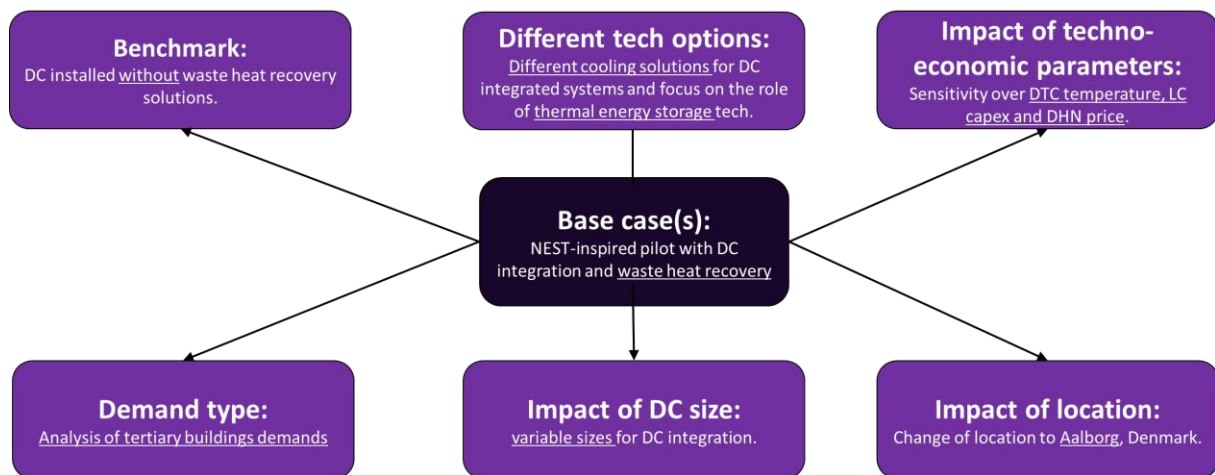 Benchmark:
DC installed without waste heat recovery
solutions.
Different tech options:
Different cooling solutions for DC
integrated systems and focus on the role
of thermal energy storage tech.
Impact of techno-
economic parameters:
Sensitivity over DTC temperature, LC
capex and DHN price.
Base case(s):
NEST-inspired pilot with DC
integration and waste heat recovery
Demand type:
Analysis of tertiary buildings demands
Impact of DC size:
variable sizes for DC integration.
Impact of location:
Change of location to Aalborg, Denmark.